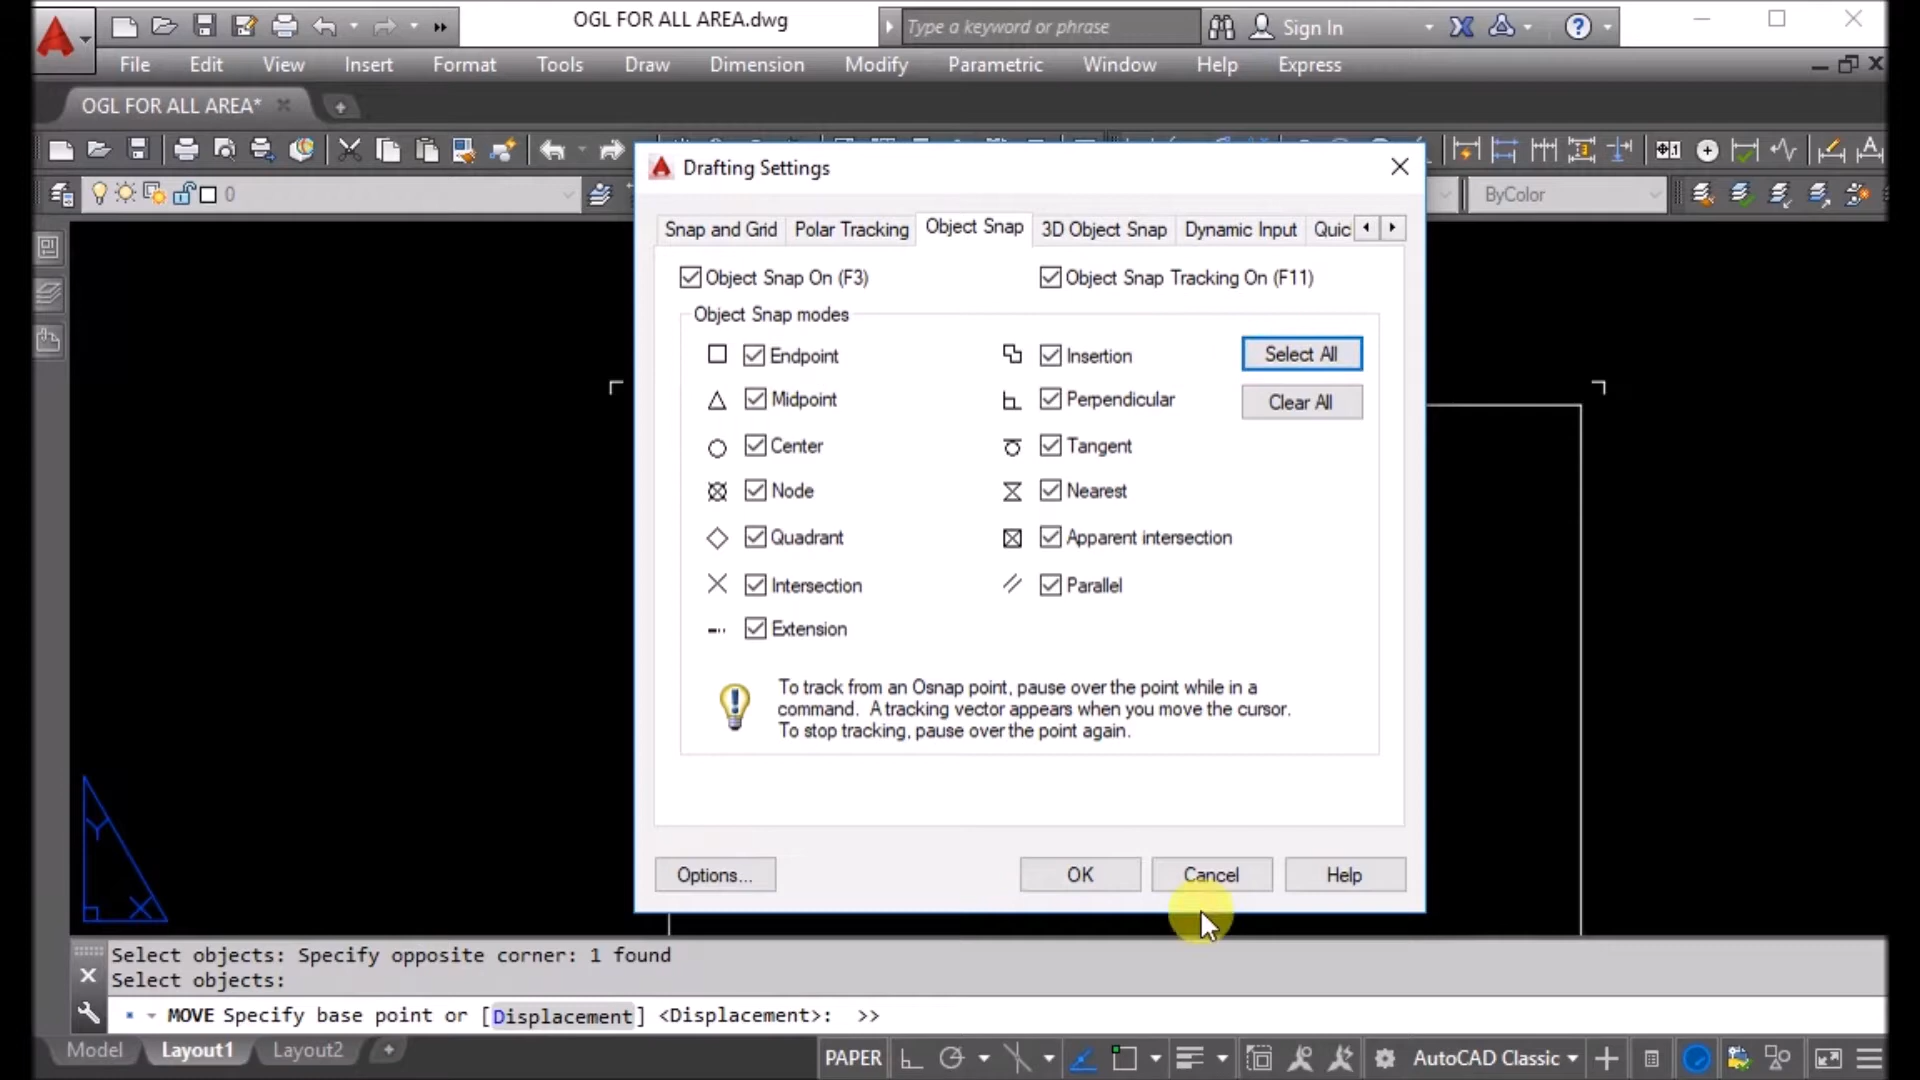 OGL FOR ALL AREA.dwg
Type a keyword or phrase
Sign In
File Edit View Insert Format Tools Draw Dimension Modify Parametric Window Help Express
OGL FOR ALL AREA*
0
ByColor
Drafting Settings
Snap and Grid Polar Tracking Object Snap 3D Object Snap Dynamic Input Quic
Object Snap On (F3) Object Snap Tracking On (F11)
Object Snap modes
Endpoint Insertion Select All
Midpoint Perpendicular Clear All
Center Tangent
Node Nearest
Quadrant Apparent intersection
Intersection Parallel
Extension
To track from an Osnap point, pause over the point while in a
command. A tracking vector appears when you move the cursor.
To stop tracking, pause over the point again.
Options... OK Cancel Help
Y
X
Select objects: Specify opposite corner: 1 found
Select objects:
MOVE Specify base point or [Displacement] <Displacement>: >>
Model Layout1 Layout2 + PAPER AutoCAD Classic